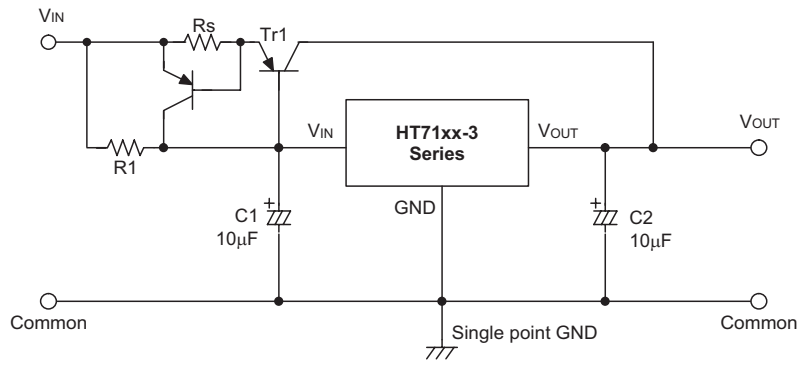 VIN
Rs
Tr1
VIN
HT71xx-3
Series
VOUT
VOUT
R1
GND
C1
10μF
C2
10μF
Common
Single point GND
Common